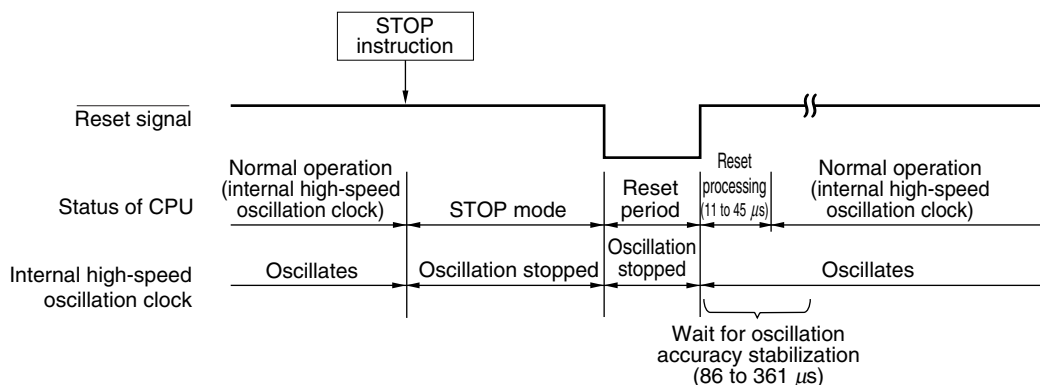 STOP
instruction
Reset signal
Normal operation
(internal high-speed
oscillation clock)
Status of CPU
STOP mode
Reset
period
Reset
processing
(11 to 45 μs)
Normal operation
(internal high-speed
oscillation clock)
Internal high-speed
oscillation clock
Oscillates
Oscillation stopped
Oscillation
stopped
Oscillates
Wait for oscillation
accuracy stabilization
(86 to 361 μs)